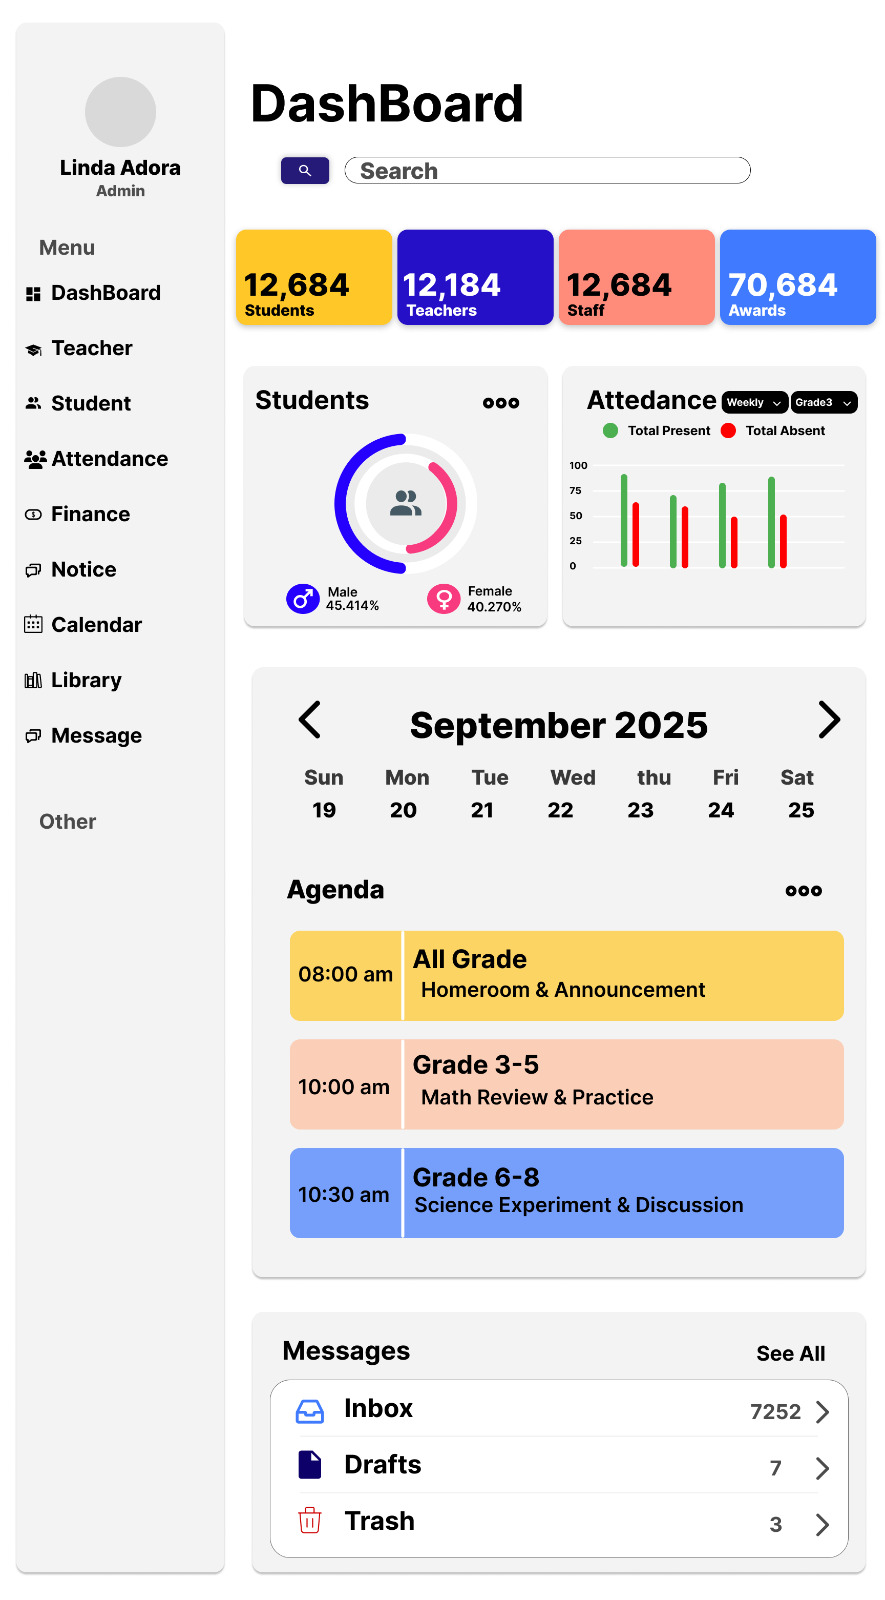 Linda Adora
Admin
Menu
DashBoard
Teacher
Student
Attendance
Finance
Notice
Calendar
Library
Message
Other
DashBoard
Search
12,684
Students
12,184
Teachers
12,684
Staff
70,684
Awards
Students
Male
45.414%
Female
40.270%
Attedance
Weekly
Grade3
Total Present
Total Absent
100
75
50
25
0
September 2025
Sun Mon Tue Wed thu Fri Sat
19 20 21 22 23 24 25
Agenda
08:00 am
All Grade
Homeroom & Announcement
10:00 am
Grade 3-5
Math Review & Practice
10:30 am
Grade 6-8
Science Experiment & Discussion
Messages
See All
Inbox 7252
Drafts 7
Trash 3